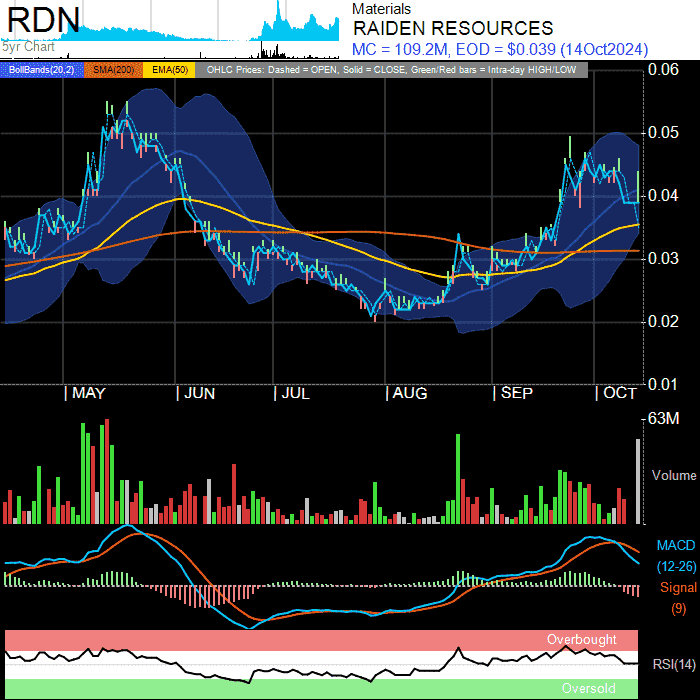 RDN
5yr Chart
Materials
RAIDEN RESOURCES
MC = 109.2M, EOD = $0.039 (14Oct2024)
BollBands(20,2) SMA(200) EMA(50) OHLC Prices: Dashed = OPEN, Solid = CLOSE, Green/Red bars = Intra-day HIGH/LOW
0.06
0.05
0.04
0.03
0.02
0.01
| MAY | JUN | JUL | AUG | SEP | OCT
63M
Volume
MACD
(12-26)
Signal
(9)
Overbought
RSI(14)
Oversold